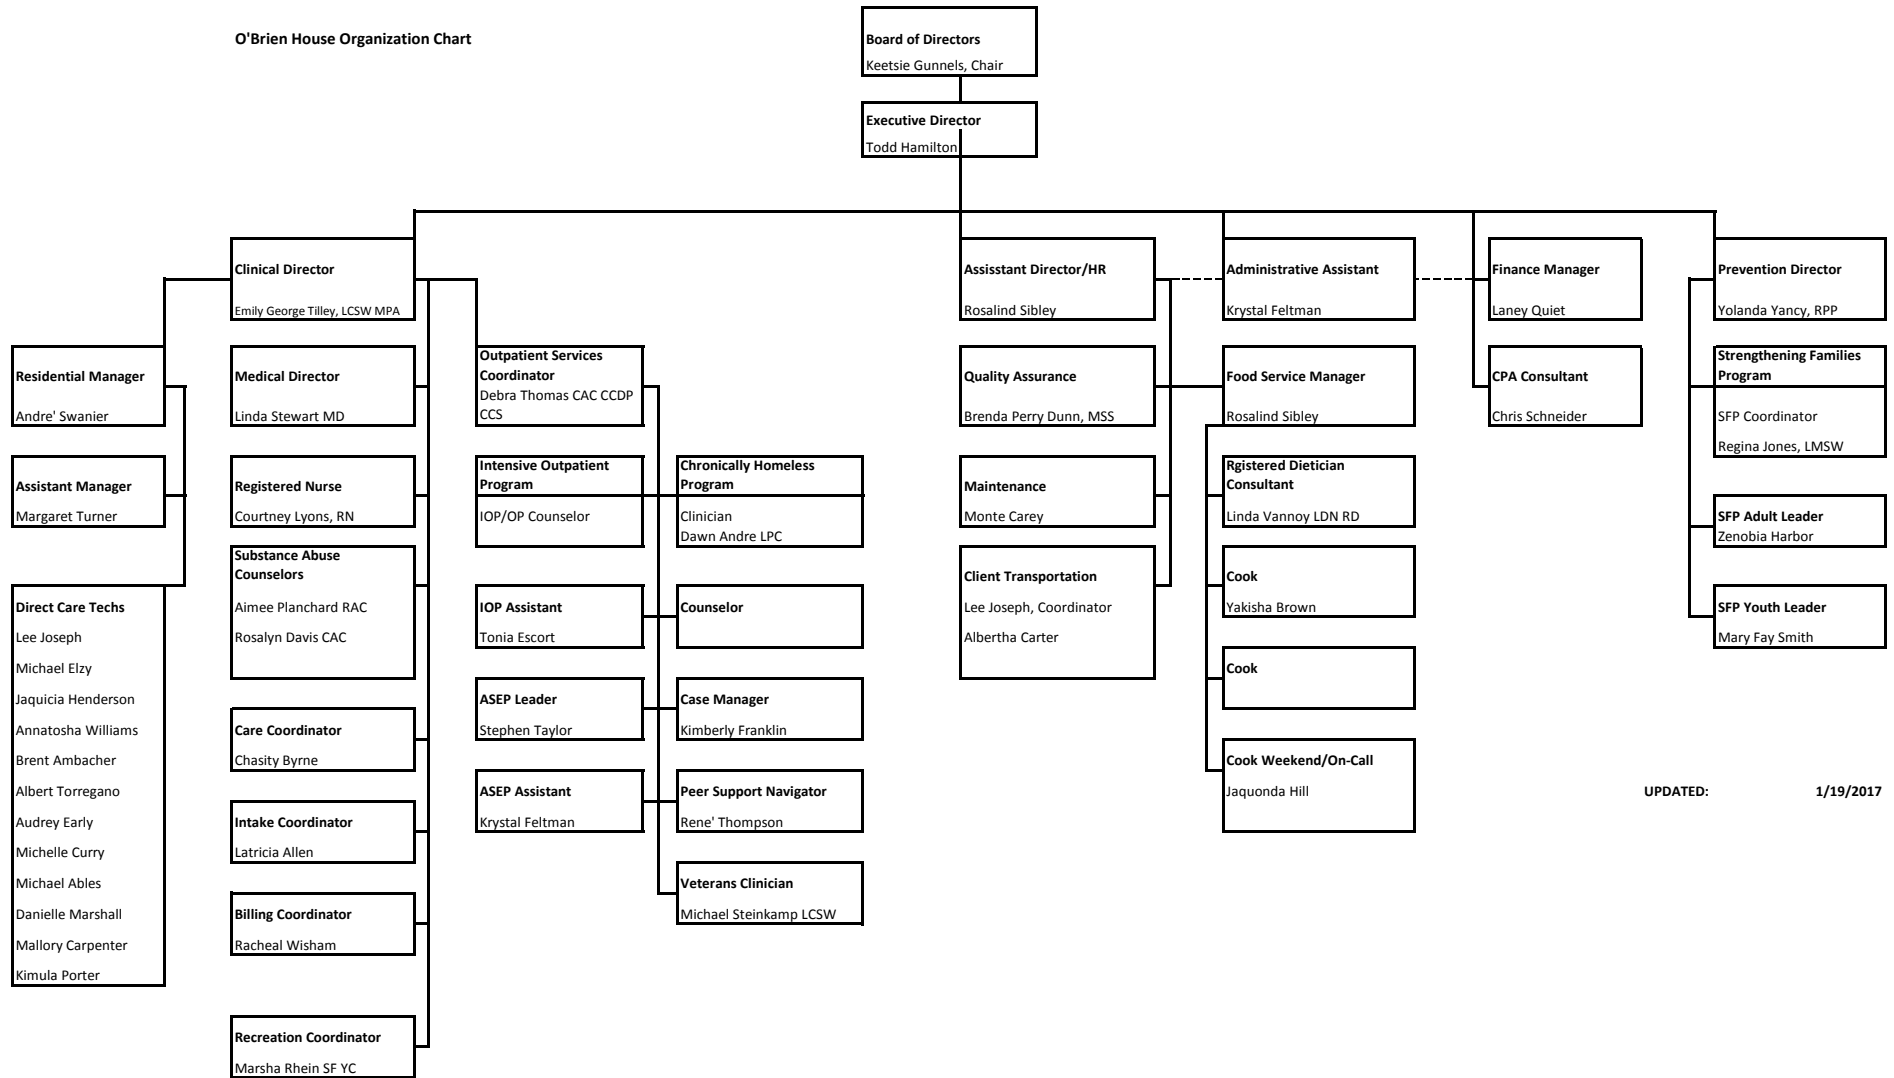 O'Brien House Organization Chart
Board of Directors
Keetsie Gunnels, Chair
Executive Director
Todd Hamilton
Clinical Director
Emily George Tilley, LCSW MPA
Assisstant Director/HR
Rosalind Sibley
Administrative Assistant
Krystal Feltman
Finance Manager
Laney Quiet
Prevention Director
Yolanda Yancy, RPP
Residential Manager
Andre' Swanier
Medical Director
Linda Stewart MD
Outpatient Services
Coordinator
Debra Thomas CAC CCDP
CCS
Quality Assurance
Brenda Perry Dunn, MSS
Food Service Manager
Rosalind Sibley
CPA Consultant
Chris Schneider
Strengthening Families
Program
SFP Coordinator
Regina Jones, LMSW
Assistant Manager
Margaret Turner
Registered Nurse
Courtney Lyons, RN
Intensive Outpatient
Program
IOP/OP Counselor
Chronically Homeless
Program
Clinician
Dawn Andre LPC
Maintenance
Monte Carey
Rgistered Dietician
Consultant
Linda Vannoy LDN RD
SFP Adult Leader
Zenobia Harbor
Direct Care Techs
Lee Joseph
Michael Elzy
Jaquicia Henderson
Annatosha Williams
Brent Ambacher
Albert Torregano
Audrey Early
Michelle Curry
Michael Ables
Danielle Marshall
Mallory Carpenter
Kimula Porter
Substance Abuse
Counselors
Aimee Planchard RAC
Rosalyn Davis CAC
IOP Assistant
Tonia Escort
Counselor
Client Transportation
Lee Joseph, Coordinator
Albertha Carter
Cook
Yakisha Brown
SFP Youth Leader
Mary Fay Smith
Cook
Care Coordinator
Chasity Byrne
ASEP Leader
Stephen Taylor
Case Manager
Kimberly Franklin
Cook Weekend/On-Call
Jaquonda Hill
Intake Coordinator
Latricia Allen
ASEP Assistant
Krystal Feltman
Peer Support Navigator
Rene' Thompson
UPDATED: 1/19/2017
Billing Coordinator
Racheal Wisham
Veterans Clinician
Michael Steinkamp LCSW
Recreation Coordinator
Marsha Rhein SF YC